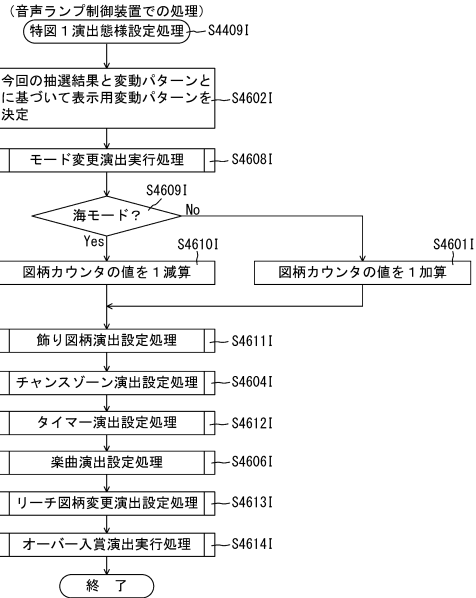 (音声ランプ制御装置での処理)
特図1演出態様設定処理 S4409I
今回の抽選結果と変動パターンと
に基づいて表示用変動パターンを
決定
S4602I
モード変更演出実行処理 S4608I
S4609I
海モード? No
Yes
S4610I S4601I
図柄カウンタの値を1減算 図柄カウンタの値を1加算
飾り図柄演出設定処理 S4611I
チャンスゾーン演出設定処理 S4604I
タイマー演出設定処理 S4612I
楽曲演出設定処理 S4606I
リーチ図柄変更演出設定処理 S4613I
オーバー入賞演出実行処理 S4614I
終 了